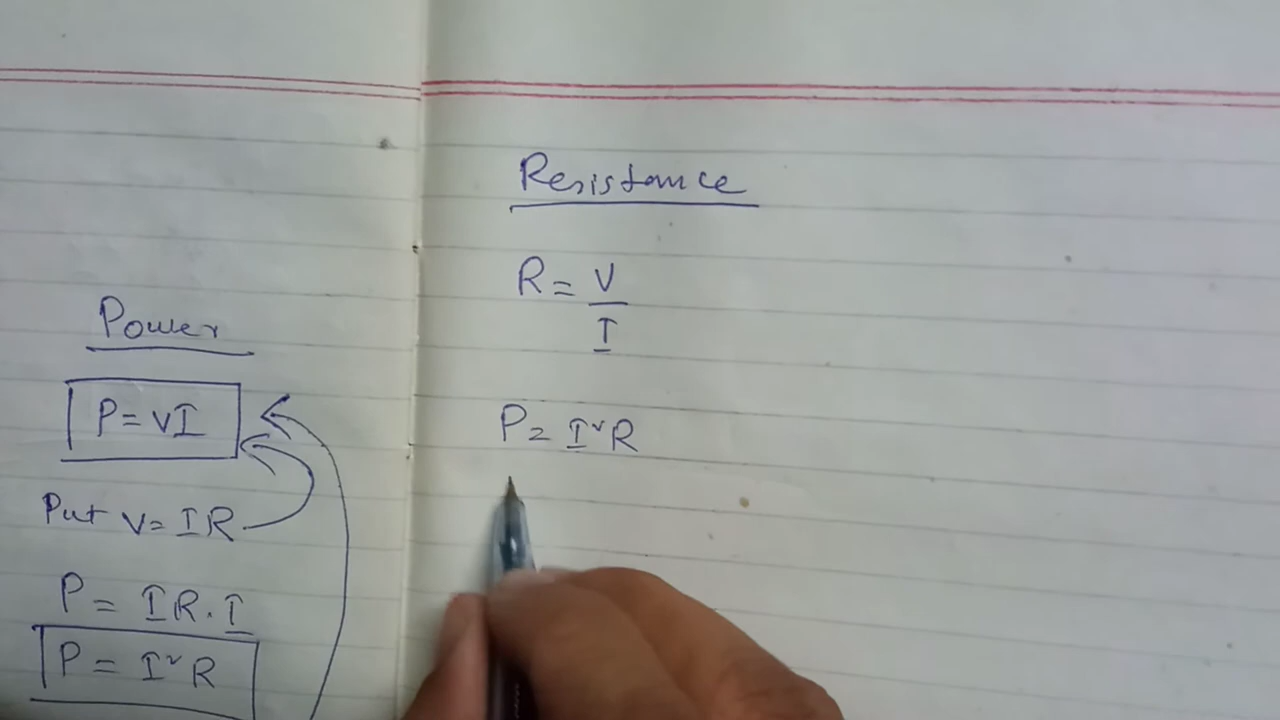 Power
P = VI
Put V = IR
P = IR.I
P = I²R
Resistance
R = V
I
P = I²R